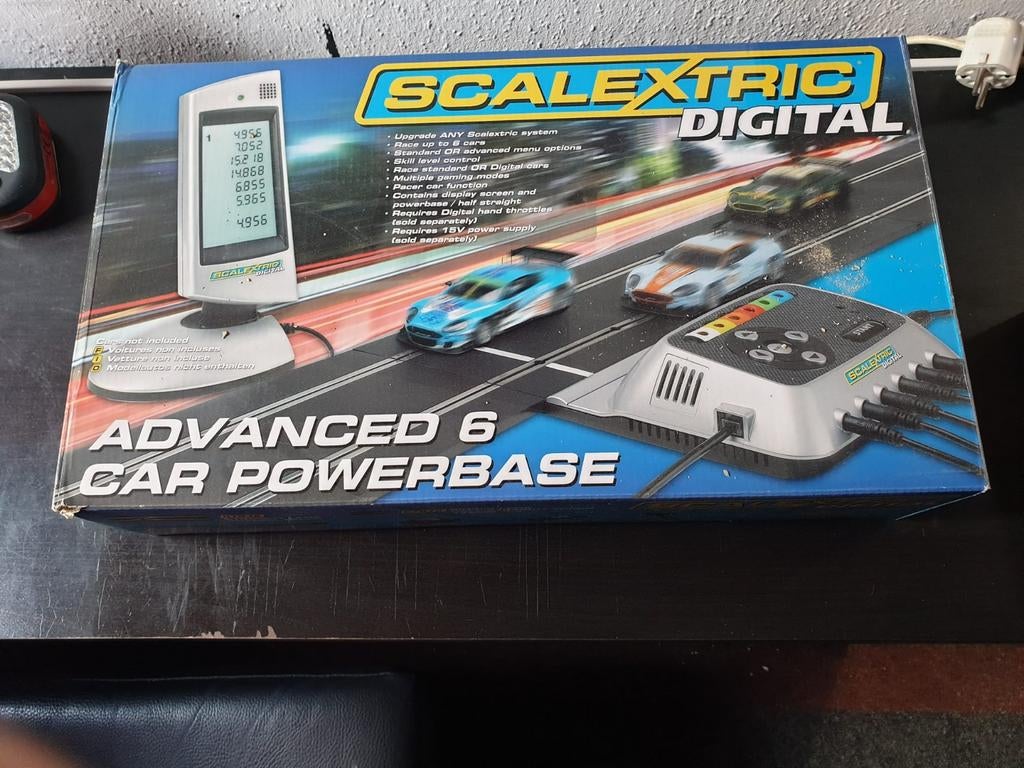 SCALEXTRIC
DIGITAL
• Upgrade ANY Scalextric system
• Race up to 6 cars
• Standard OR advanced menu options
• Skill level control
• Race standard OR Digital cars
• Multiple gaming modes
• Pacer car function
• Contains display screen and
powerbase / half straight
• Requires Digital hand throttles
(sold separately)
• Requires 15V power supply
(sold separately)
1 4.956
7.052
15.218
14.868
6.855
5.965
4.956
SCALEXTRIC
DIGITAL
Cars not included
F Voitures non incluses
I Vetture non incluse
D Modellautos nicht enthalten
SCALEXTRIC
DIGITAL
ADVANCED 6
CAR POWERBASE